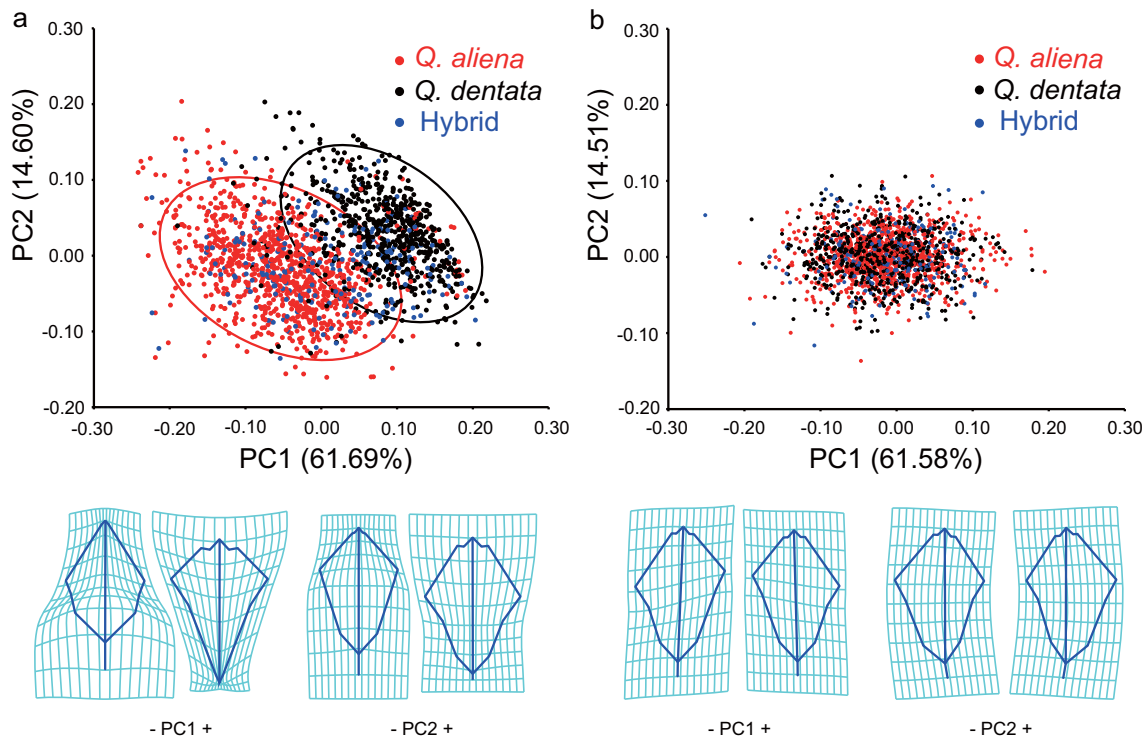 a
0.30
0.20
0.10
0.00
-0.10
-0.20
PC2 (14.60%)
Q. aliena
Q. dentata
Hybrid
-0.30 -0.20 -0.10 0.00 0.10 0.20 0.30
PC1 (61.69%)
b
0.30
0.20
0.10
0.00
-0.10
-0.20
PC2 (14.51%)
Q. aliena
Q. dentata
Hybrid
-0.30 -0.20 -0.10 0.00 0.10 0.20 0.30
PC1 (61.58%)
- PC1 +
- PC2 +
- PC1 +
- PC2 +